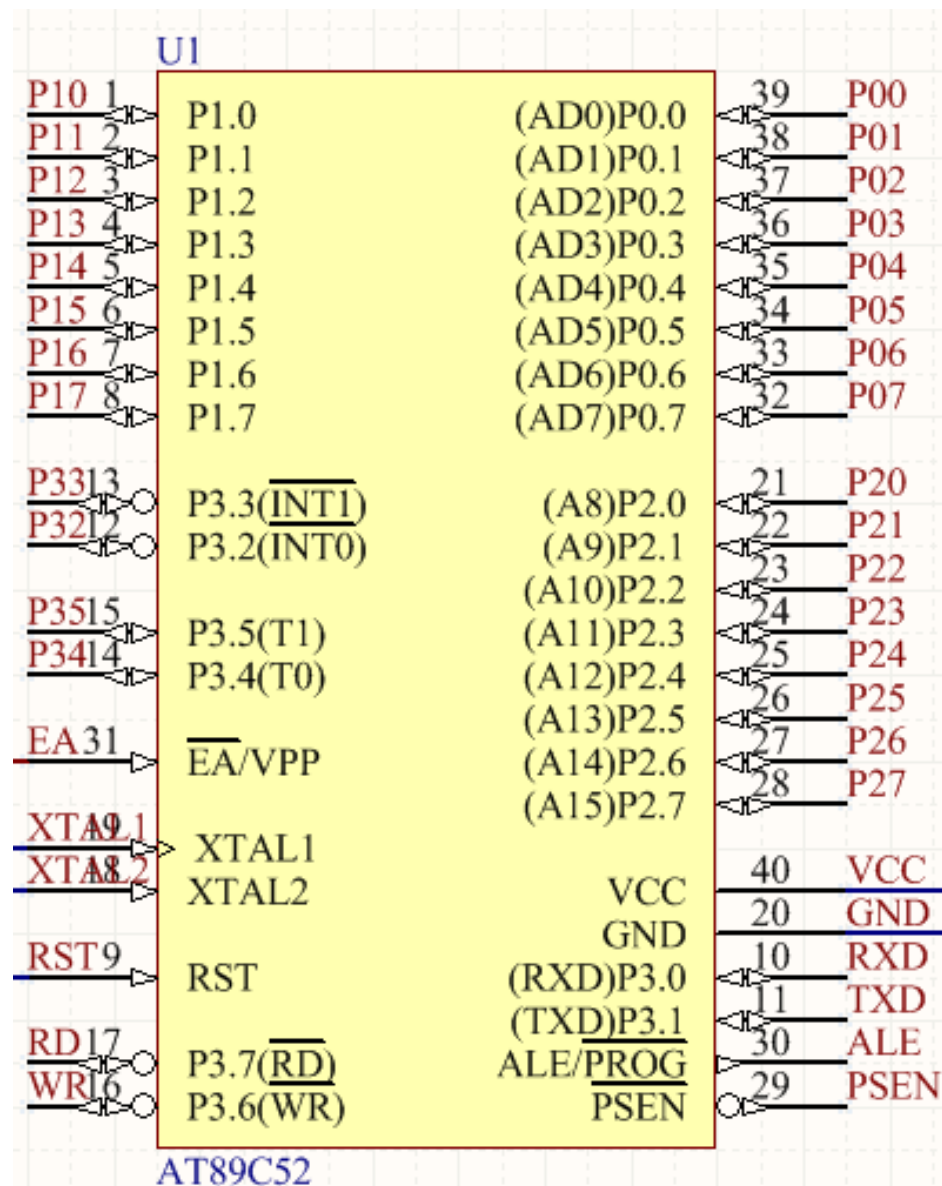 U1
P10 1 P1.0 (AD0)P0.0 39 P00
P11 2 P1.1 (AD1)P0.1 38 P01
P12 3 P1.2 (AD2)P0.2 37 P02
P13 4 P1.3 (AD3)P0.3 36 P03
P14 5 P1.4 (AD4)P0.4 35 P04
P15 6 P1.5 (AD5)P0.5 34 P05
P16 7 P1.6 (AD6)P0.6 33 P06
P17 8 P1.7 (AD7)P0.7 32 P07
P33 13 P3.3(INT1) (A8)P2.0 21 P20
P32 12 P3.2(INT0) (A9)P2.1 22 P21
(A10)P2.2 23 P22
P35 15 P3.5(T1) (A11)P2.3 24 P23
P34 14 P3.4(T0) (A12)P2.4 25 P24
(A13)P2.5 26 P25
EA 31 EA/VPP (A14)P2.6 27 P26
(A15)P2.7 28 P27
XTAL1 19 XTAL1
XTAL2 18 XTAL2 VCC 40 VCC
GND 20 GND
RST 9 RST (RXD)P3.0 10 RXD
(TXD)P3.1 11 TXD
RD 17 P3.7(RD) ALE/PROG 30 ALE
WR 16 P3.6(WR) PSEN 29 PSEN
AT89C52